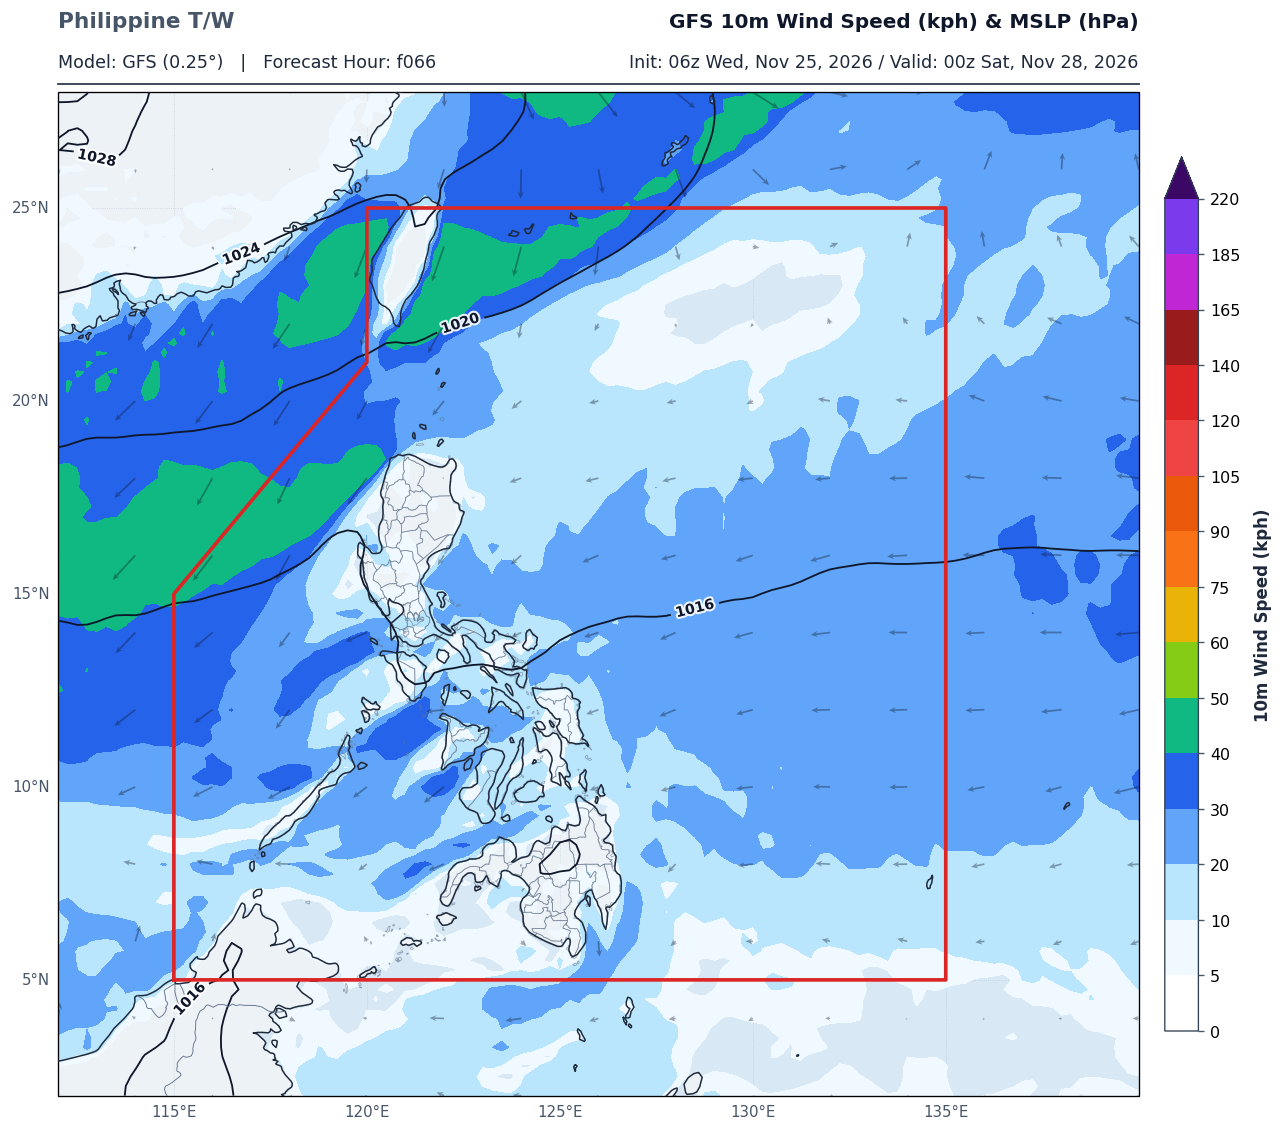 Philippine T/W
GFS 10m Wind Speed (kph) & MSLP (hPa)
Model: GFS (0.25°)   |   Forecast Hour: f066
Init: 06z Wed, Nov 25, 2026 / Valid: 00z Sat, Nov 28, 2026
1028
1024
1020
1016
1016
25°N
20°N
15°N
10°N
5°N
115°E
120°E
125°E
130°E
135°E
220
185
165
140
120
105
90
75
60
50
40
30
20
10
5
0
10m Wind Speed (kph)